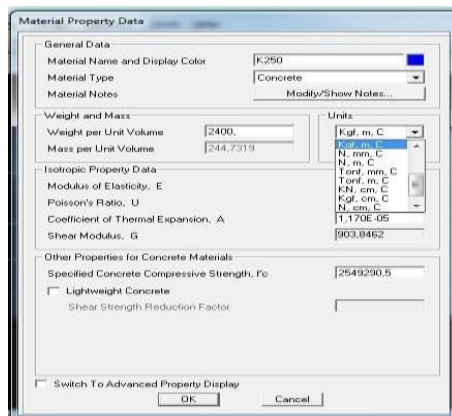 Material Property Data
General Data
Material Name and Display Color K250
Material Type Concrete
Material Notes Modify/Show Notes...
Weight and Mass
Weight per Unit Volume 2400,
Mass per Unit Volume 244,7319
Units
Kgf, m, C
Kgf, m, C
N, mm, C
N, m, C
Tonf, mm, C
Tonf, m, C
KN, cm, C
Kgf, cm, C
N, cm, C
Isotropic Property Data
Modulus of Elasticity, E
Poisson's Ratio, U
Coefficient of Thermal Expansion, A 1,170E-05
Shear Modulus, G 903,8462
Other Properties for Concrete Materials
Specified Concrete Compressive Strength, f'c 2549290,5
Lightweight Concrete
Shear Strength Reduction Factor
Switch To Advanced Property Display
OK Cancel